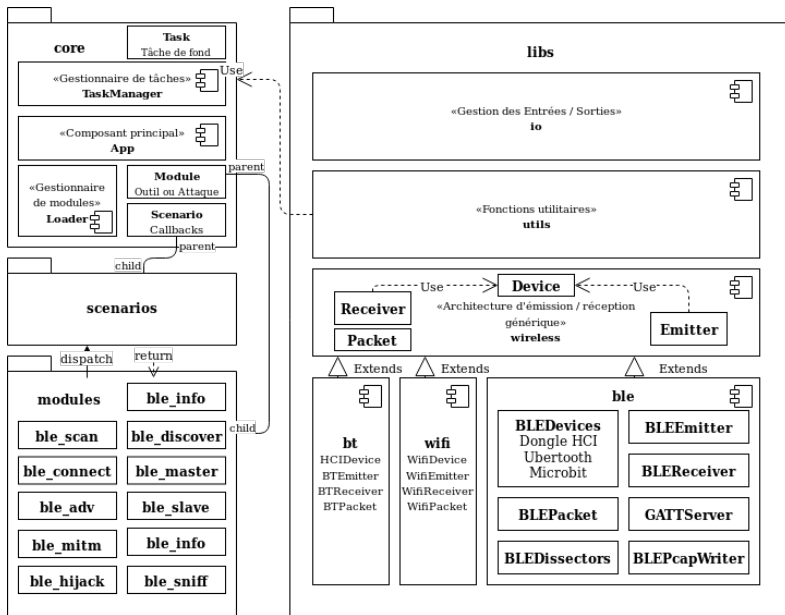 core
Task
Tâche de fond
«Gestionnaire de tâches»
TaskManager
Use
«Composant principal»
App
«Gestionnaire
de modules»
Loader
Module
Outil ou Attaque
parent
Scenario
Callbacks
parent
child
scenarios
dispatch
return
modules
ble_info
ble_scan
ble_discover
child
ble_connect
ble_master
ble_adv
ble_slave
ble_mitm
ble_info
ble_hijack
ble_sniff
libs
«Gestion des Entrées / Sorties»
io
«Fonctions utilitaires»
utils
Use
Device
Use
Receiver
Packet
«Architecture d'émission / réception
générique»
wireless
Emitter
Extends
Extends
Extends
bt
HCIDevice
BTEmitter
BTReceiver
BTPacket
wifi
WifiDevice
WifiEmitter
WifiReceiver
WifiPacket
ble
BLEDevices
Dongle HCI
Ubertooth
Microbit
BLEEmitter
BLEReceiver
BLEPacket
GATTServer
BLEDissectors
BLEPcapWriter